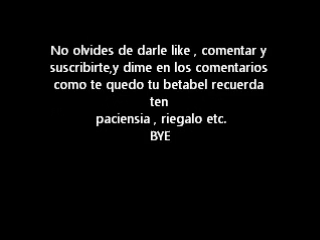 No olvides de darle like , comentar y
suscribirte,y dime en los comentarios
como te quedo tu betabel recuerda
ten
paciensia , riegalo etc.
BYE